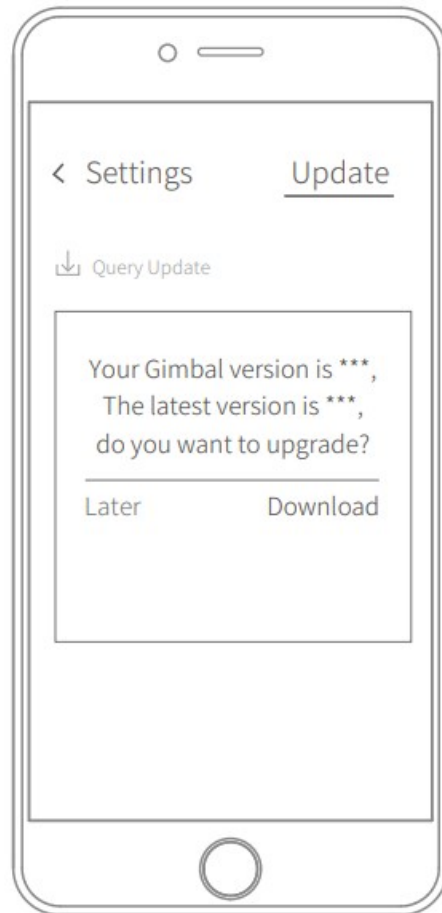 < Settings Update
Query Update
Your Gimbal version is ***,
The latest version is ***,
do you want to upgrade?
Later Download